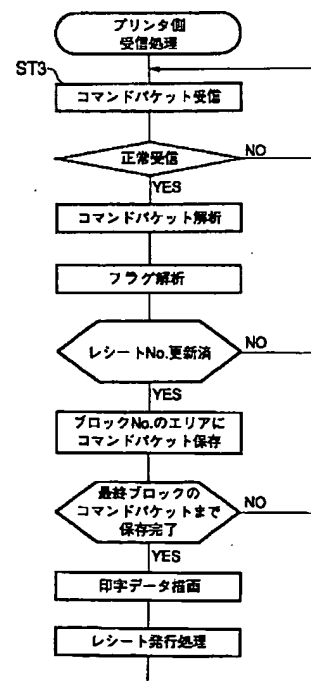 プリンタ側
受信処理
ST3
コマンドパケット受信
正常受信
NO
YES
コマンドパケット解析
フラグ解析
レシートNo.更新済
NO
YES
ブロックNo.のエリアに
コマンドパケット保存
最終ブロックの
コマンドパケットまで
保存完了
NO
YES
印字データ描画
レシート発行処理